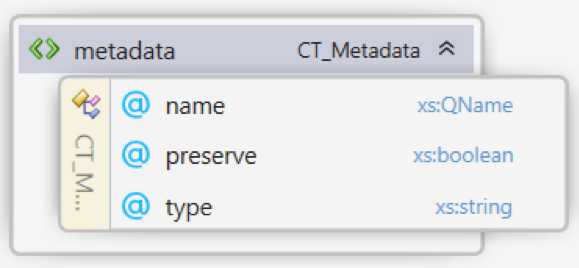 metadata CT_Metadata
@ name xs:QName
@ preserve xs:boolean
@ type xs:string
CT_M...